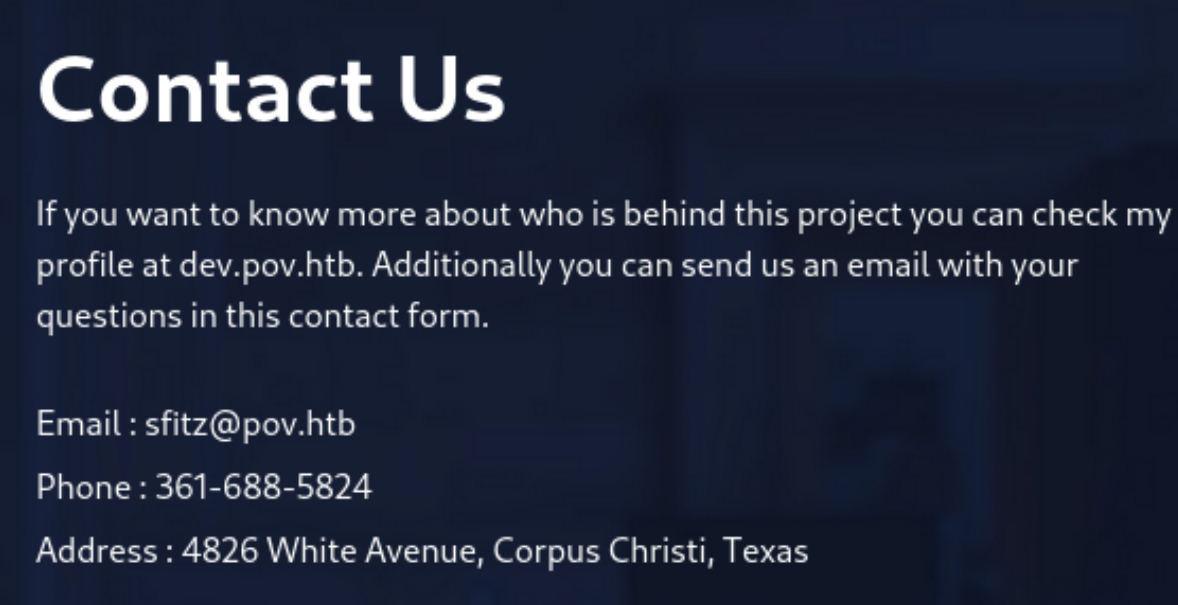 Contact Us
If you want to know more about who is behind this project you can check my
profile at dev.pov.htb. Additionally you can send us an email with your
questions in this contact form.
Email : sfitz@pov.htb
Phone : 361-688-5824
Address : 4826 White Avenue, Corpus Christi, Texas